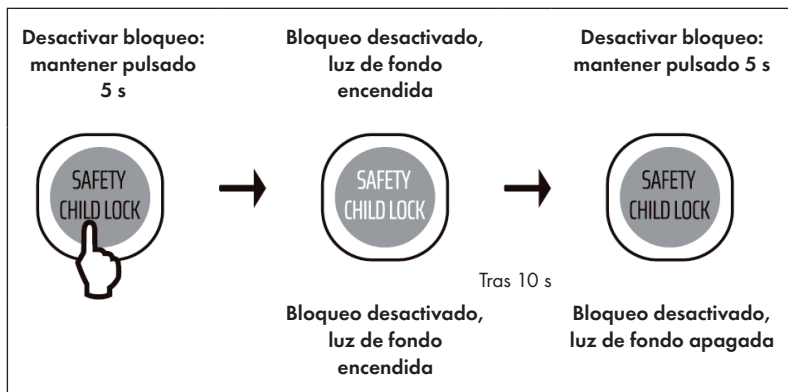 Desactivar bloqueo:
mantener pulsado
5 s
Bloqueo desactivado,
luz de fondo
encendida
Desactivar bloqueo:
mantener pulsado 5 s
SAFETY
CHILD LOCK
SAFETY
CHILD LOCK
SAFETY
CHILD LOCK
Tras 10 s
Bloqueo desactivado,
luz de fondo
encendida
Bloqueo desactivado,
luz de fondo apagada